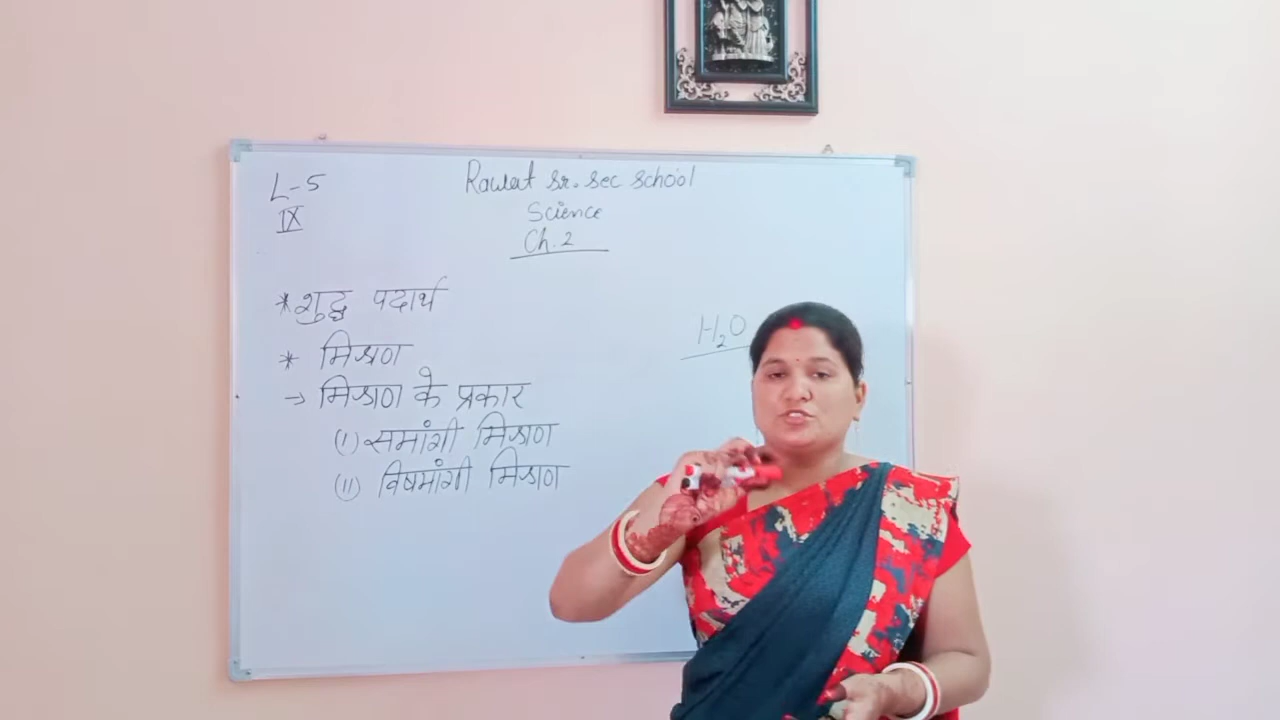 L-5
IX
Rawat sr. sec school
Science
Ch. 2
* शुद्ध पदार्थ
* मिश्रण
→ मिश्रण के प्रकार
(I) समांगी मिश्रण
(II) विषमांगी मिश्रण
H₂O